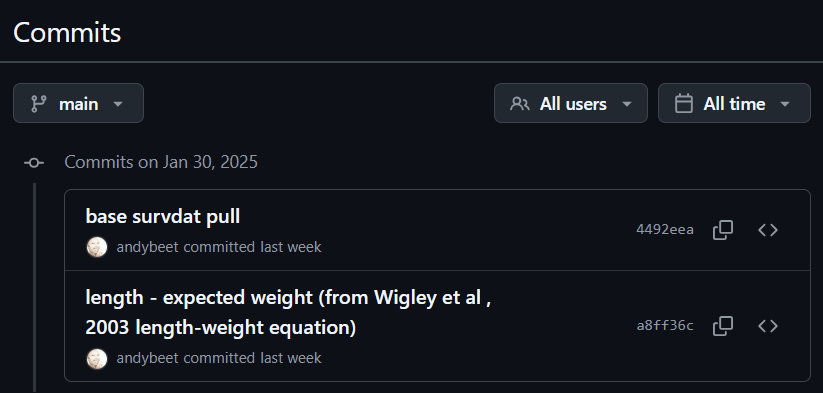 Commits
main
All users
All time
Commits on Jan 30, 2025
base survdat pull
4492eea
andybeet committed last week
length - expected weight (from Wigley et al ,
2003 length-weight equation)
a8ff36c
andybeet committed last week